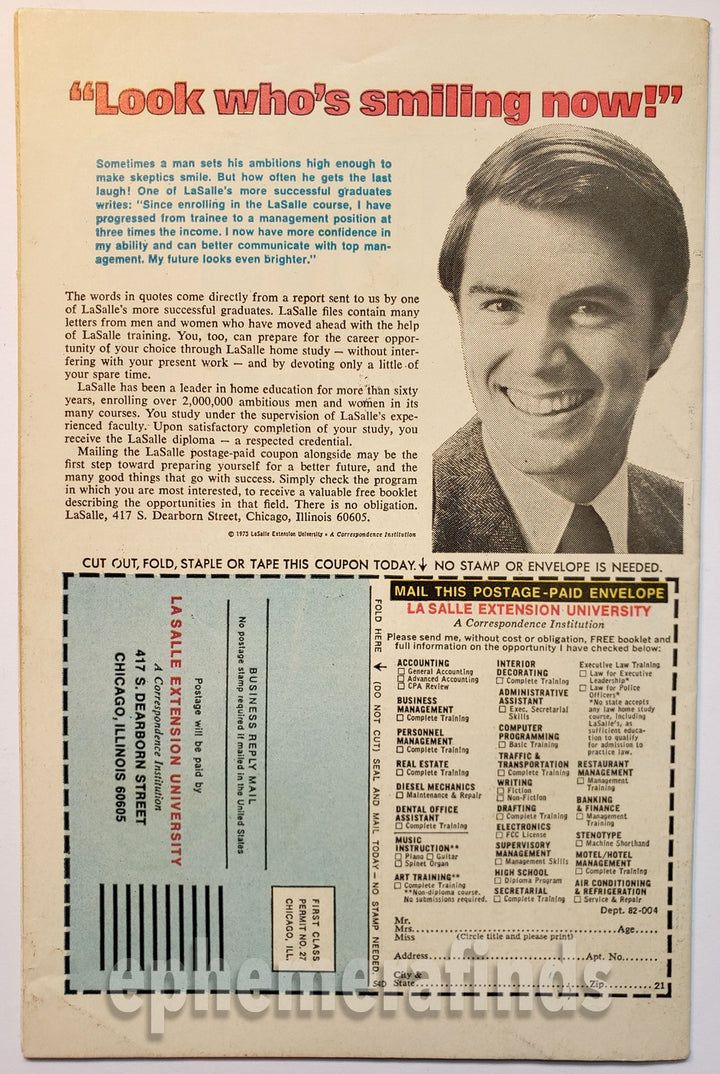 “Look who’s smiling now!”
Sometimes a man sets his ambitions high enough to
make skeptics smile. But how often he gets the last
laugh! One of LaSalle’s more successful graduates
writes: “Since enrolling in the LaSalle course, I have
progressed from trainee to a management position at
three times the income. I now have more confidence in
my ability and can better communicate with top man-
agement. My future looks even brighter.”
The words in quotes come directly from a report sent to us by one
of LaSalle’s more successful graduates. LaSalle files contain many
letters from men and women who have moved ahead with the help
of LaSalle training. You, too, can prepare for the career oppor-
tunity of your choice through LaSalle home study — without inter-
fering with your present work — and by devoting only a little of
your spare time.
LaSalle has been a leader in home education for more than sixty
years, enrolling over 2,000,000 ambitious men and women in its
many courses. You study under the supervision of LaSalle’s expe-
rienced faculty. Upon satisfactory completion of your study, you
receive the LaSalle diploma — a respected credential.
Mailing the LaSalle postage-paid coupon alongside may be the
first step toward preparing yourself for a better future, and the
many good things that go with success. Simply check the program
in which you are most interested, to receive a valuable free booklet
describing the opportunities in that field. There is no obligation.
LaSalle, 417 S. Dearborn Street, Chicago, Illinois 60605.
© 1975 LaSalle Extension University • A Correspondence Institution
CUT OUT, FOLD, STAPLE OR TAPE THIS COUPON TODAY. NO STAMP OR ENVELOPE IS NEEDED.
BUSINESS REPLY MAIL
No postage stamp required if mailed in the United States
Postage will be paid by
LA SALLE EXTENSION UNIVERSITY
A Correspondence Institution
417 S. DEARBORN STREET
CHICAGO, ILLINOIS 60605
FIRST CLASS
PERMIT NO. 27
CHICAGO, ILL.
FOLD HERE (DO NOT CUT) SEAL AND MAIL TODAY — NO STAMP NEEDED.
MAIL THIS POSTAGE-PAID ENVELOPE
LA SALLE EXTENSION UNIVERSITY
A Correspondence Institution
Please send me, without cost or obligation, FREE booklet and
full information on the opportunity I have checked below:
ACCOUNTING
General Accounting
Advanced Accounting
CPA Review
BUSINESS
MANAGEMENT
Complete Training
PERSONNEL
MANAGEMENT
Complete Training
REAL ESTATE
Complete Training
DIESEL MECHANICS
Maintenance & Repair
DENTAL OFFICE
ASSISTANT
Complete Training
MUSIC
INSTRUCTION**
Piano Guitar
Spinet Organ
ART TRAINING**
Complete Training
**Non-diploma course.
No submissions required.
INTERIOR
DECORATING
Complete Training
ADMINISTRATIVE
ASSISTANT
Exec. Secretarial
Skills
COMPUTER
PROGRAMMING
Basic Training
TRAFFIC &
TRANSPORTATION
Complete Training
WRITING
Fiction
Non-Fiction
DRAFTING
Complete Training
ELECTRONICS
FCC License
SUPERVISORY
MANAGEMENT
Management Skills
HIGH SCHOOL
Diploma Program
SECRETARIAL
Complete Training
Executive Law Training
Law for Executive
Leadership*
Law for Police
Officers*
*No state accepts
any law home study
course, including
LaSalle’s, as
sufficient educa-
tion to qualify
for admission to
practice law.
RESTAURANT
MANAGEMENT
Management
Training
BANKING
& FINANCE
Management
Training
STENOTYPE
Machine Shorthand
MOTEL/HOTEL
MANAGEMENT
Complete Training
AIR CONDITIONING
& REFRIGERATION
Service & Repair
Dept. 82-004
Mr.
Mrs. Age
Miss (Circle title and please print)
Address Apt. No.
City &
State Zip 21
54D
ephemerafinds